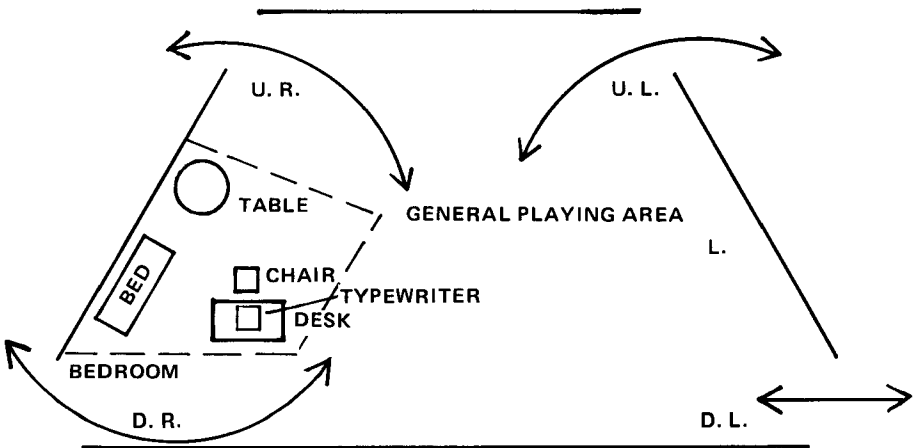 U. R.
U. L.
TABLE
GENERAL PLAYING AREA
L.
BED
CHAIR
TYPEWRITER
DESK
BEDROOM
D. R.
D. L.